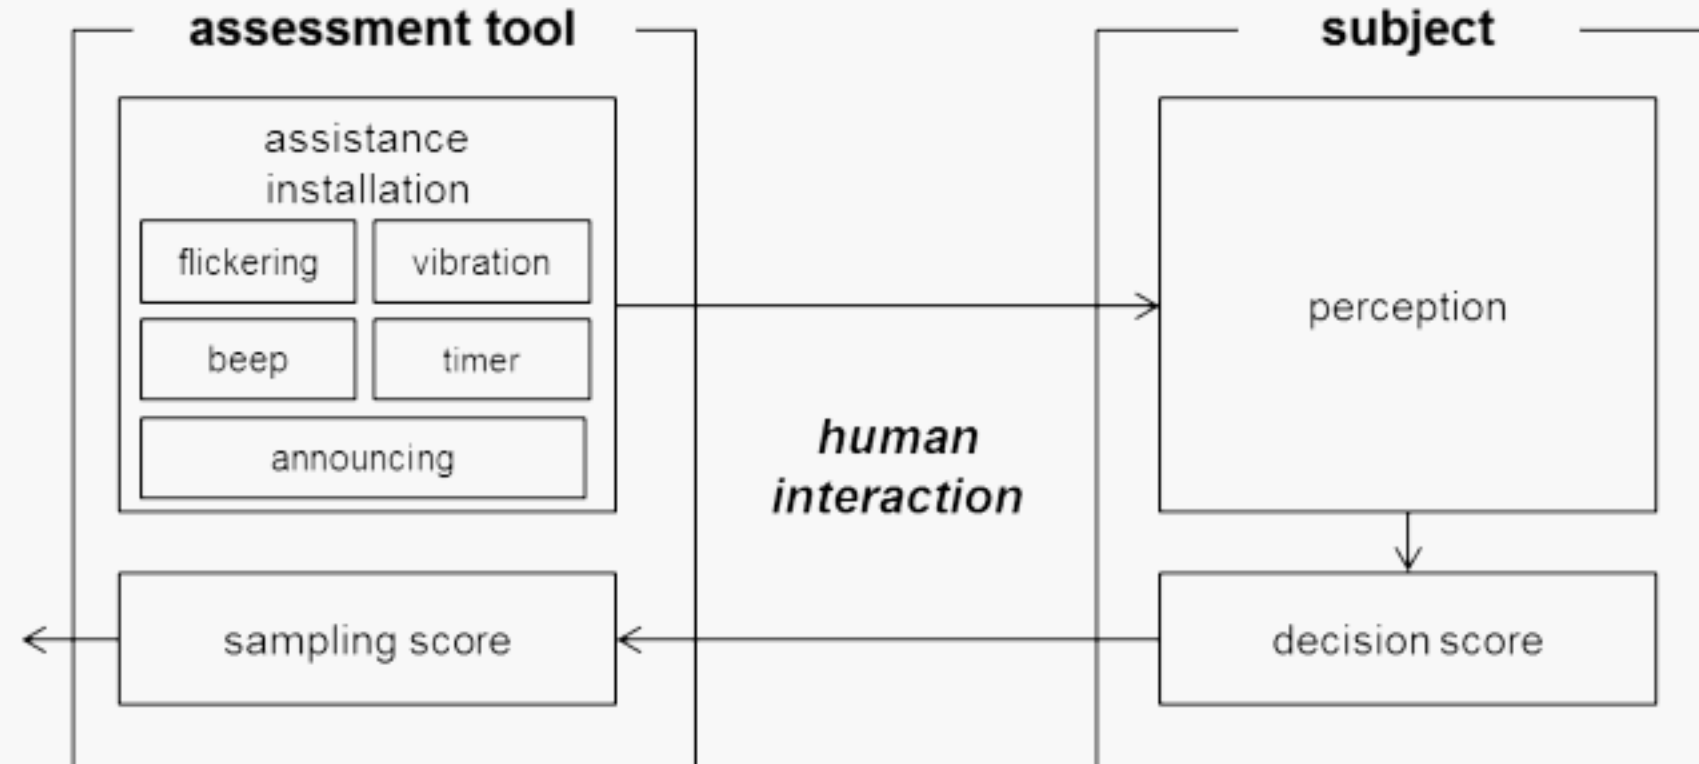 assessment tool
subject
assistance
installation
flickering
vibration
beep
timer
announcing
perception
human
interaction
sampling score
decision score